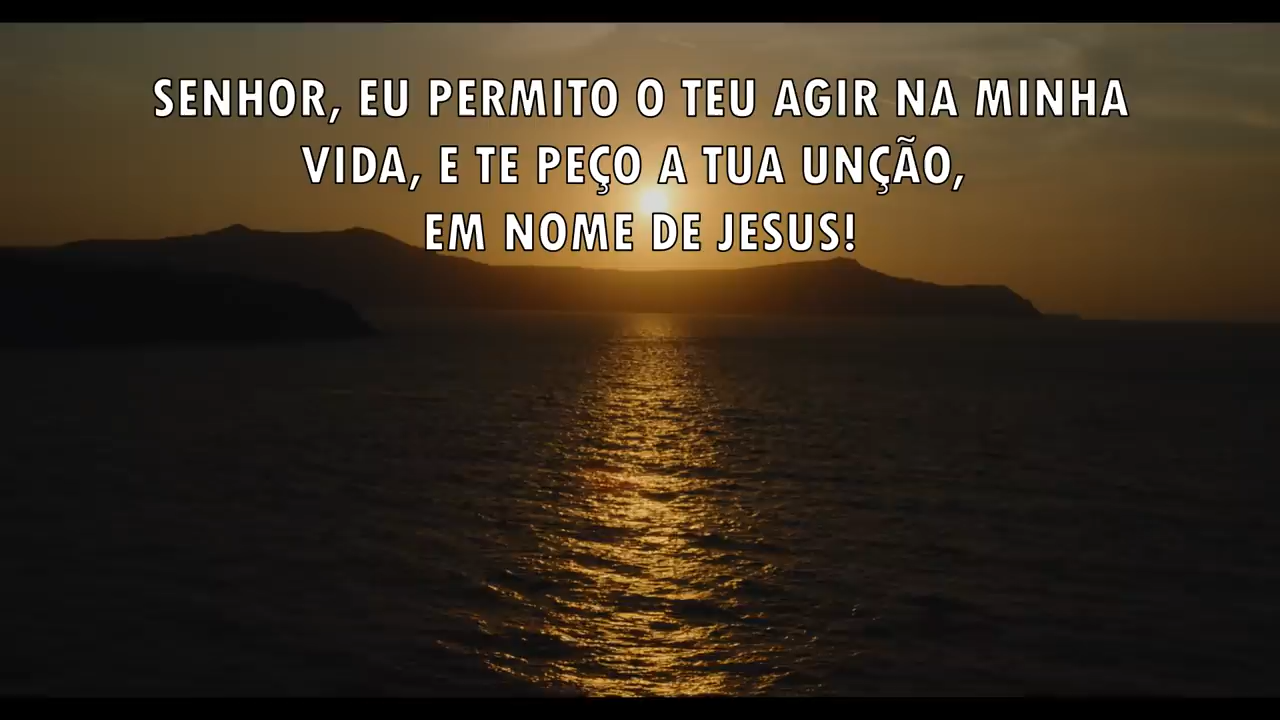 SENHOR, EU PERMITO O TEU AGIR NA MINHA
VIDA, E TE PEÇO A TUA UNÇÃO,
EM NOME DE JESUS!